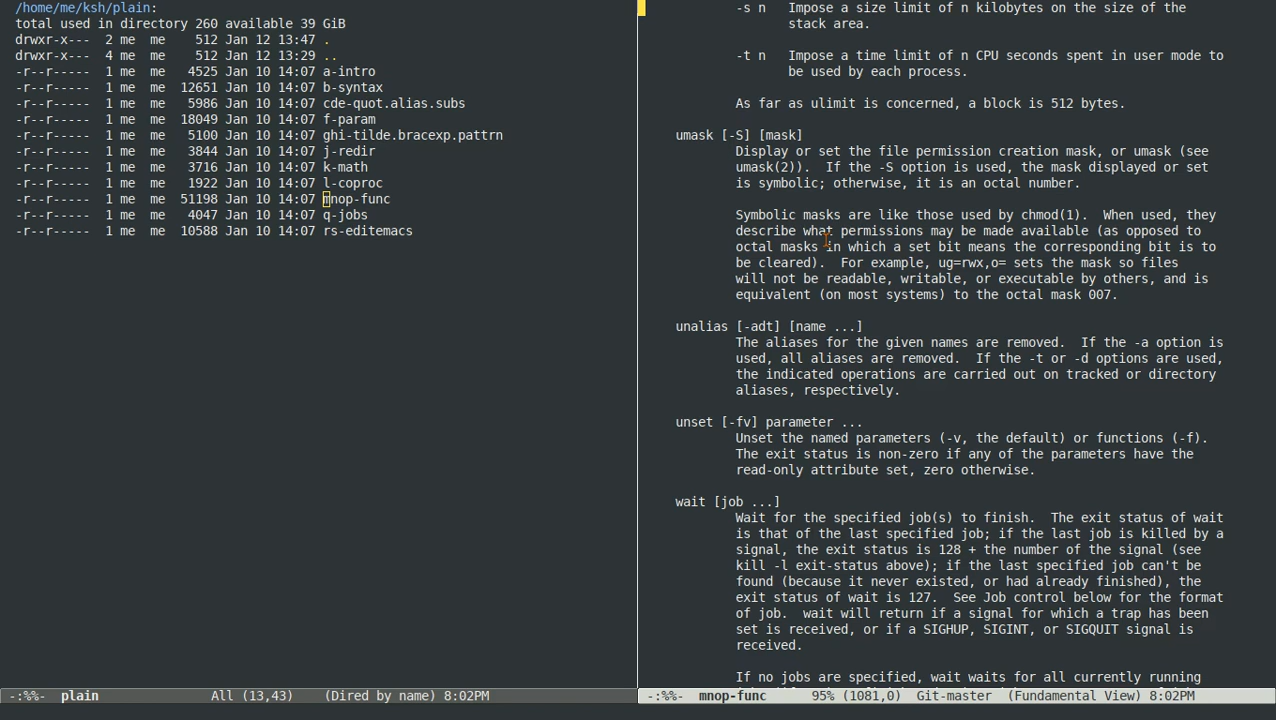 /home/me/ksh/plain:
total used in directory 260 available 39 GiB
drwxr-x--- 2 me  me    512 Jan 12 13:47 .
drwxr-x--- 4 me  me    512 Jan 12 13:29 ..
-r--r----- 1 me  me   4525 Jan 10 14:07 a-intro
-r--r----- 1 me  me  12651 Jan 10 14:07 b-syntax
-r--r----- 1 me  me   5986 Jan 10 14:07 cde-quot.alias.subs
-r--r----- 1 me  me  18049 Jan 10 14:07 f-param
-r--r----- 1 me  me   5100 Jan 10 14:07 ghi-tilde.bracexp.pattrn
-r--r----- 1 me  me   3844 Jan 10 14:07 j-redir
-r--r----- 1 me  me   3716 Jan 10 14:07 k-math
-r--r----- 1 me  me   1922 Jan 10 14:07 l-coproc
-r--r----- 1 me  me  51198 Jan 10 14:07 mnop-func
-r--r----- 1 me  me   4047 Jan 10 14:07 q-jobs
-r--r----- 1 me  me  10588 Jan 10 14:07 rs-editemacs
-:%%-  plain               All (13,43)    (Dired by name) 8:02PM
-s n   Impose a size limit of n kilobytes on the size of the
stack area.
-t n   Impose a time limit of n CPU seconds spent in user mode to
be used by each process.
As far as ulimit is concerned, a block is 512 bytes.
umask [-S] [mask]
Display or set the file permission creation mask, or umask (see
umask(2)).  If the -S option is used, the mask displayed or set
is symbolic; otherwise, it is an octal number.
Symbolic masks are like those used by chmod(1).  When used, they
describe what permissions may be made available (as opposed to
octal masks in which a set bit means the corresponding bit is to
be cleared).  For example, ug=rwx,o= sets the mask so files
will not be readable, writable, or executable by others, and is
equivalent (on most systems) to the octal mask 007.
unalias [-adt] [name ...]
The aliases for the given names are removed.  If the -a option is
used, all aliases are removed.  If the -t or -d options are used,
the indicated operations are carried out on tracked or directory
aliases, respectively.
unset [-fv] parameter ...
Unset the named parameters (-v, the default) or functions (-f).
The exit status is non-zero if any of the parameters have the
read-only attribute set, zero otherwise.
wait [job ...]
Wait for the specified job(s) to finish.  The exit status of wait
is that of the last specified job; if the last job is killed by a
signal, the exit status is 128 + the number of the signal (see
kill -l exit-status above); if the last specified job can't be
found (because it never existed, or had already finished), the
exit status of wait is 127.  See Job control below for the format
of job.  wait will return if a signal for which a trap has been
set is received, or if a SIGHUP, SIGINT, or SIGQUIT signal is
received.
If no jobs are specified, wait waits for all currently running
-:%%-  mnop-func      95% (1081,0)  Git-master  (Fundamental View) 8:02PM